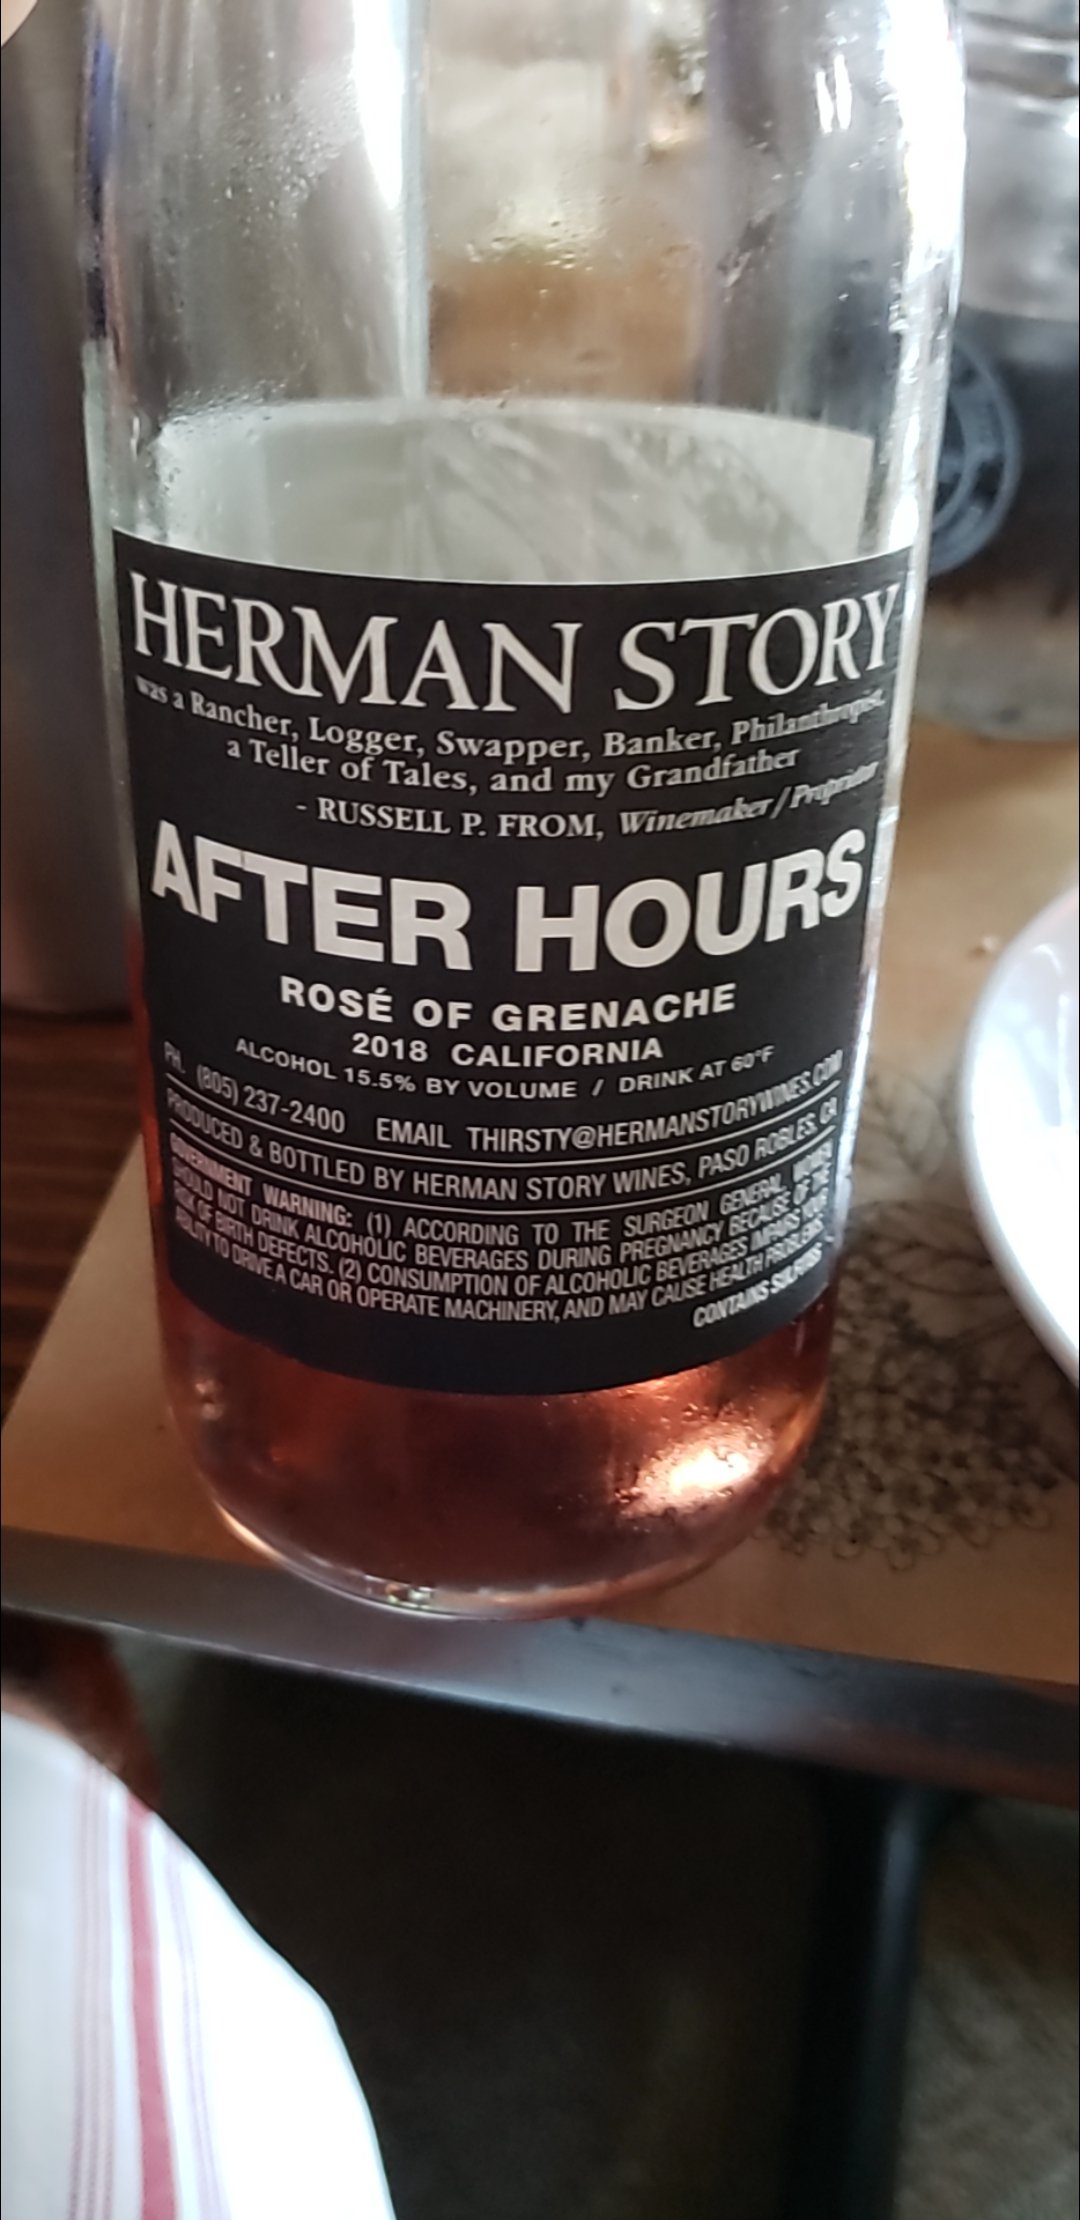 HERMAN STORY
was a Rancher, Logger, Swapper, Banker, Philanthropist,
a Teller of Tales, and my Grandfather
- RUSSELL P. FROM, Winemaker / Proprietor
AFTER HOURS
ROSÉ OF GRENACHE
2018 CALIFORNIA
ALCOHOL 15.5% BY VOLUME / DRINK AT 60°F
PH. (805) 237-2400 EMAIL THIRSTY@HERMANSTORYWINES.COM
PRODUCED & BOTTLED BY HERMAN STORY WINES, PASO ROBLES, CA
GOVERNMENT WARNING: (1) ACCORDING TO THE SURGEON GENERAL, WOMEN
SHOULD NOT DRINK ALCOHOLIC BEVERAGES DURING PREGNANCY BECAUSE OF THE
RISK OF BIRTH DEFECTS. (2) CONSUMPTION OF ALCOHOLIC BEVERAGES IMPAIRS YOUR
ABILITY TO DRIVE A CAR OR OPERATE MACHINERY, AND MAY CAUSE HEALTH PROBLEMS.
CONTAINS SULFITES